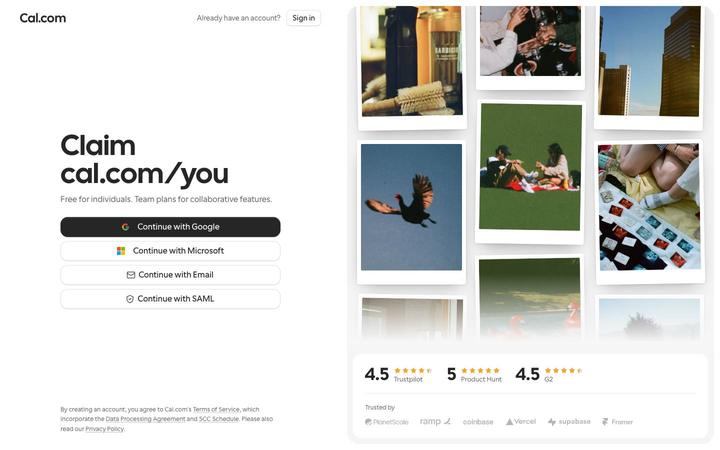 Cal.com
Already have an account? Sign in
Claim
cal.com/you
Free for individuals. Team plans for collaborative features.
Continue with Google
Continue with Microsoft
Continue with Email
Continue with SAML
By creating an account, you agree to Cal.com's Terms of Service, which
incorporate the Data Processing Agreement and SCC Schedule. Please also
read our Privacy Policy.
BARBICIDE
4.5 Trustpilot
5 Product Hunt
4.5 G2
Trusted by
PlanetScale ramp coinbase Vercel supabase Framer